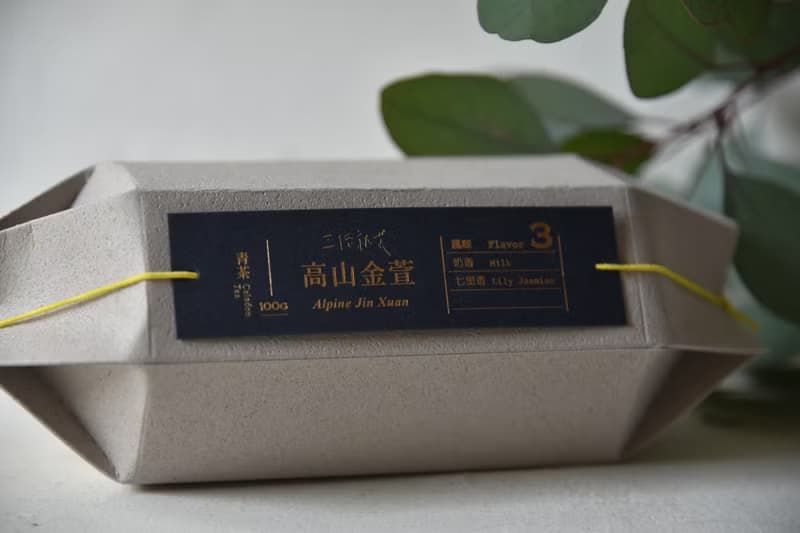 青茶
Celadon
Tea
100G
高山金萱
Alpine Jin Xuan
風味 Flavor 3
奶香 Milk
七里香 Lily Jasmine